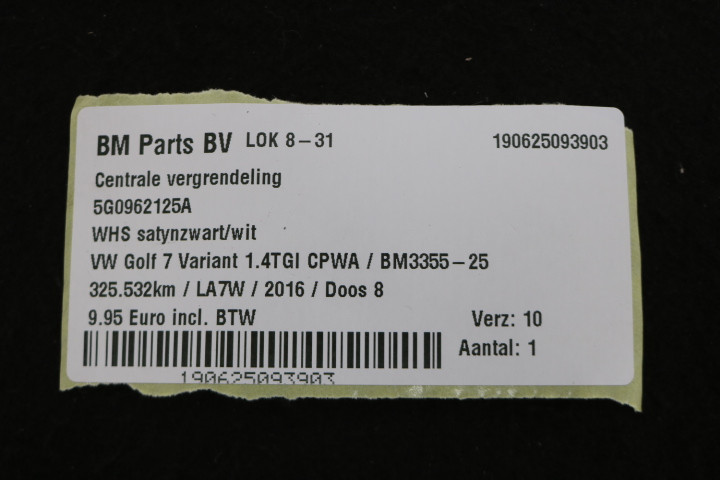 BM Parts BV LOK 8-31 190625093903
Centrale vergrendeling
5G0962125A
WHS satynzwart/wit
VW Golf 7 Variant 1.4TGI CPWA / BM3355-25
325.532km / LA7W / 2016 / Doos 8
9.95 Euro incl. BTW Verz: 10
Aantal: 1
190625093903